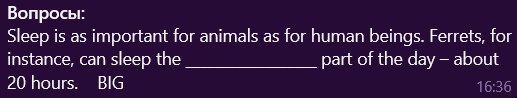 Вопросы:
Sleep is as important for animals as for human beings. Ferrets, for
instance, can sleep the _________________ part of the day – about
20 hours. BIG
16:36